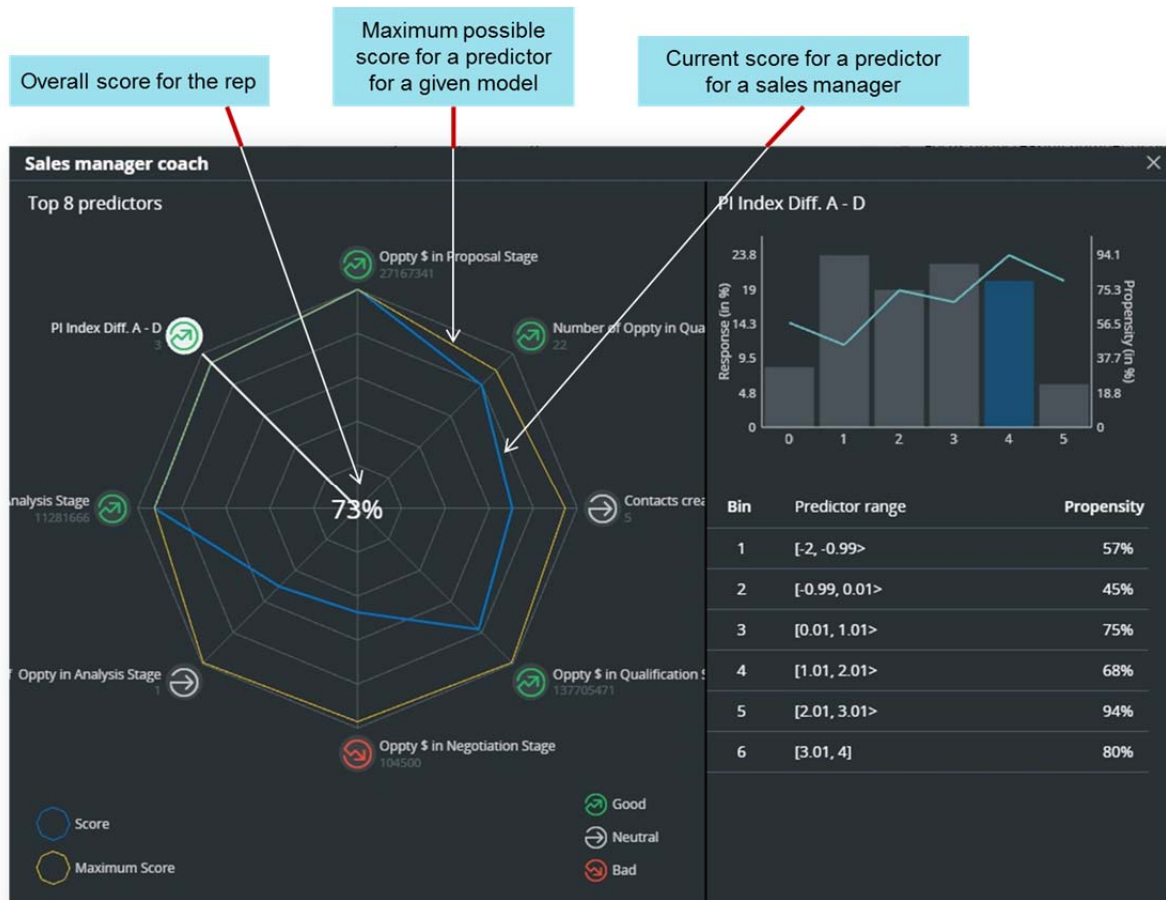 Overall score for the rep
Maximum possible
score for a predictor
for a given model
Current score for a predictor
for a sales manager
Sales manager coach
Top 8 predictors
Oppty $ in Proposal Stage
27167341
PI Index Diff. A - D
3
Number of Oppty in Qua
22
Analysis Stage
11281666
73%
Contacts crea
5
Oppty in Analysis Stage
1
Oppty $ in Qualification S
137705471
Oppty $ in Negotiation Stage
104500
Score
Maximum Score
Good
Neutral
Bad
PI Index Diff. A - D
Response (in %)
23.8
19
14.3
9.5
4.8
0
94.1
75.3
56.5
37.7
18.8
0
Propensity (in %)
0 1 2 3 4 5
Bin Predictor range Propensity
1 [-2, -0.99> 57%
2 [-0.99, 0.01> 45%
3 [0.01, 1.01> 75%
4 [1.01, 2.01> 68%
5 [2.01, 3.01> 94%
6 [3.01, 4] 80%